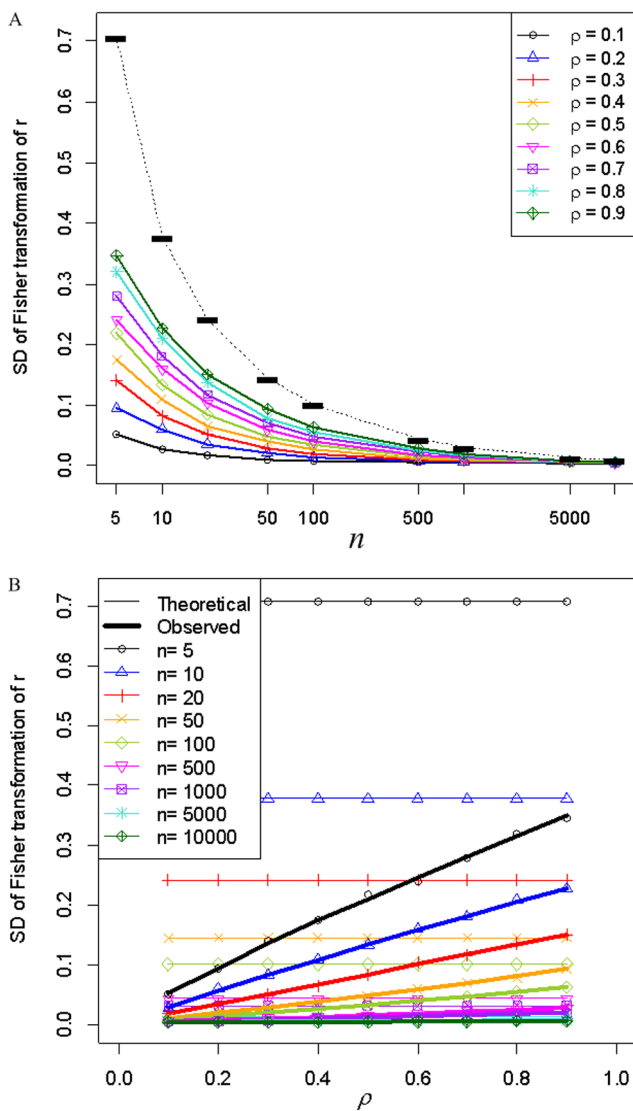 A
SD of Fisher transformation of r
0.7
0.6
0.5
0.4
0.3
0.2
0.1
0.0
ρ = 0.1
ρ = 0.2
ρ = 0.3
ρ = 0.4
ρ = 0.5
ρ = 0.6
ρ = 0.7
ρ = 0.8
ρ = 0.9
5 10 50 100 500 5000
n
B
SD of Fisher transformation of r
0.7
0.6
0.5
0.4
0.3
0.2
0.1
0.0
Theoretical
Observed
n= 5
n= 10
n= 20
n= 50
n= 100
n= 500
n= 1000
n= 5000
n= 10000
0.0 0.2 0.4 0.6 0.8 1.0
ρ